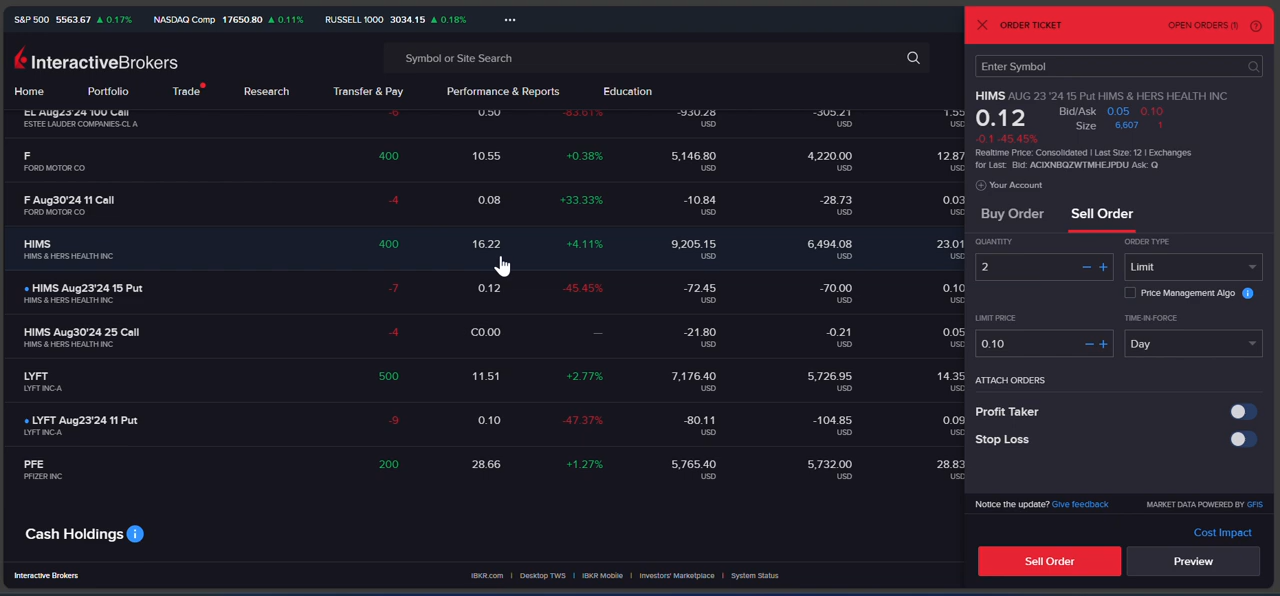 S&P 500 5563.67 ▲ 0.17% NASDAQ Comp 17650.80 ▲ 0.11% RUSSELL 1000 3034.15 ▲ 0.18% •••
InteractiveBrokers
Symbol or Site Search
Home Portfolio Trade Research Transfer & Pay Performance & Reports Education
EL Aug23'24 100 Call -6 0.50 -83.61% -930.28 -305.21 1.55
ESTEE LAUDER COMPANIES-CL A USD USD USD
F 400 10.55 +0.38% 5,146.80 4,220.00 12.87
FORD MOTOR CO USD USD USD
F Aug30'24 11 Call -4 0.08 +33.33% -10.84 -28.73 0.03
FORD MOTOR CO USD USD USD
HIMS 400 16.22 +4.11% 9,205.15 6,494.08 23.01
HIMS & HERS HEALTH INC USD USD USD
• HIMS Aug23'24 15 Put -7 0.12 -45.45% -72.45 -70.00 0.10
HIMS & HERS HEALTH INC USD USD USD
HIMS Aug30'24 25 Call -4 C0.00 — -21.80 -0.21 0.05
HIMS & HERS HEALTH INC USD USD USD
LYFT 500 11.51 +2.77% 7,176.40 5,726.95 14.35
LYFT INC-A USD USD USD
• LYFT Aug23'24 11 Put -9 0.10 -47.37% -80.11 -104.85 0.09
LYFT INC-A USD USD USD
PFE 200 28.66 +1.27% 5,765.40 5,732.00 28.83
PFIZER INC USD USD USD
Cash Holdings i
Interactive Brokers IBKR.com | Desktop TWS | IBKR Mobile | Investors' Marketplace | System Status
ORDER TICKET OPEN ORDERS (1) ?
Enter Symbol
HIMS AUG 23 '24 15 Put HIMS & HERS HEALTH INC
0.12 Bid/Ask 0.05 0.10
Size 6,607 1
-0.1 -45.45%
Realtime Price: Consolidated | Last Size: 12 | Exchanges
for Last: Bid: ACIXNBQZWTMHEJPDU Ask: Q
Your Account
Buy Order Sell Order
QUANTITY ORDER TYPE
2 − + Limit
Price Management Algo i
LIMIT PRICE TIME-IN-FORCE
0.10 − + Day
ATTACH ORDERS
Profit Taker
Stop Loss
Notice the update? Give feedback MARKET DATA POWERED BY GFIS
Cost Impact
Sell Order Preview